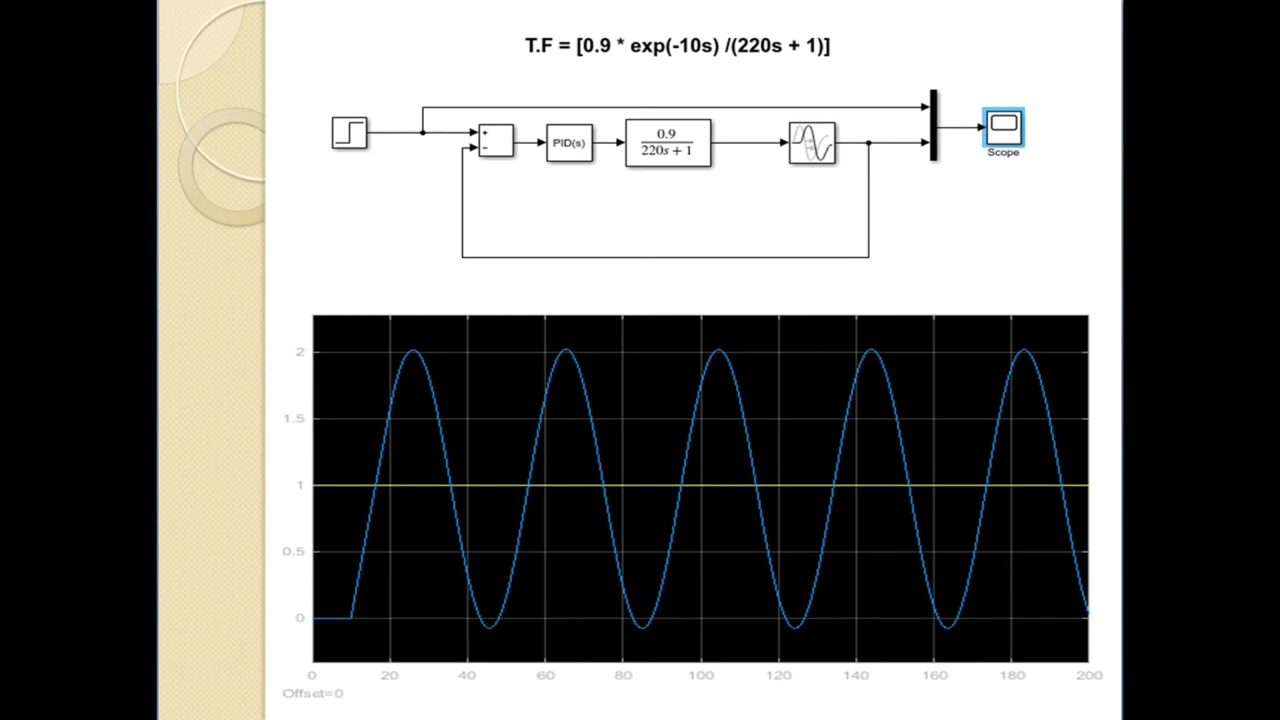 T.F = [0.9 * exp(-10s) /(220s + 1)]
+
−
PID(s)
0.9
220s + 1
Scope
2
1.5
1
0.5
0
0 20 40 60 80 100 120 140 160 180 200
Offset=0